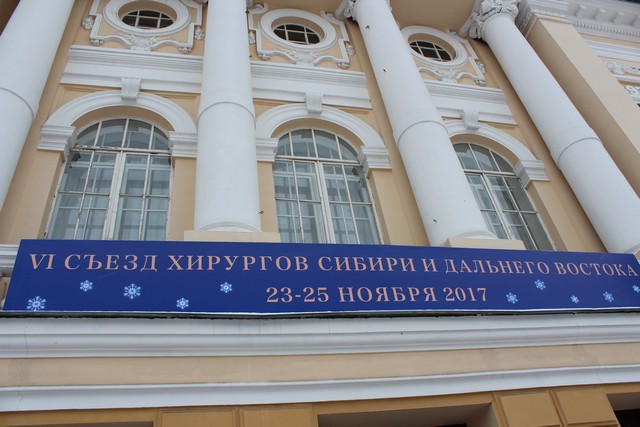 VI СЪЕЗД ХИРУРГОВ СИБИРИ И ДАЛЬНЕГО ВОСТОКА
23-25 НОЯБРЯ 2017